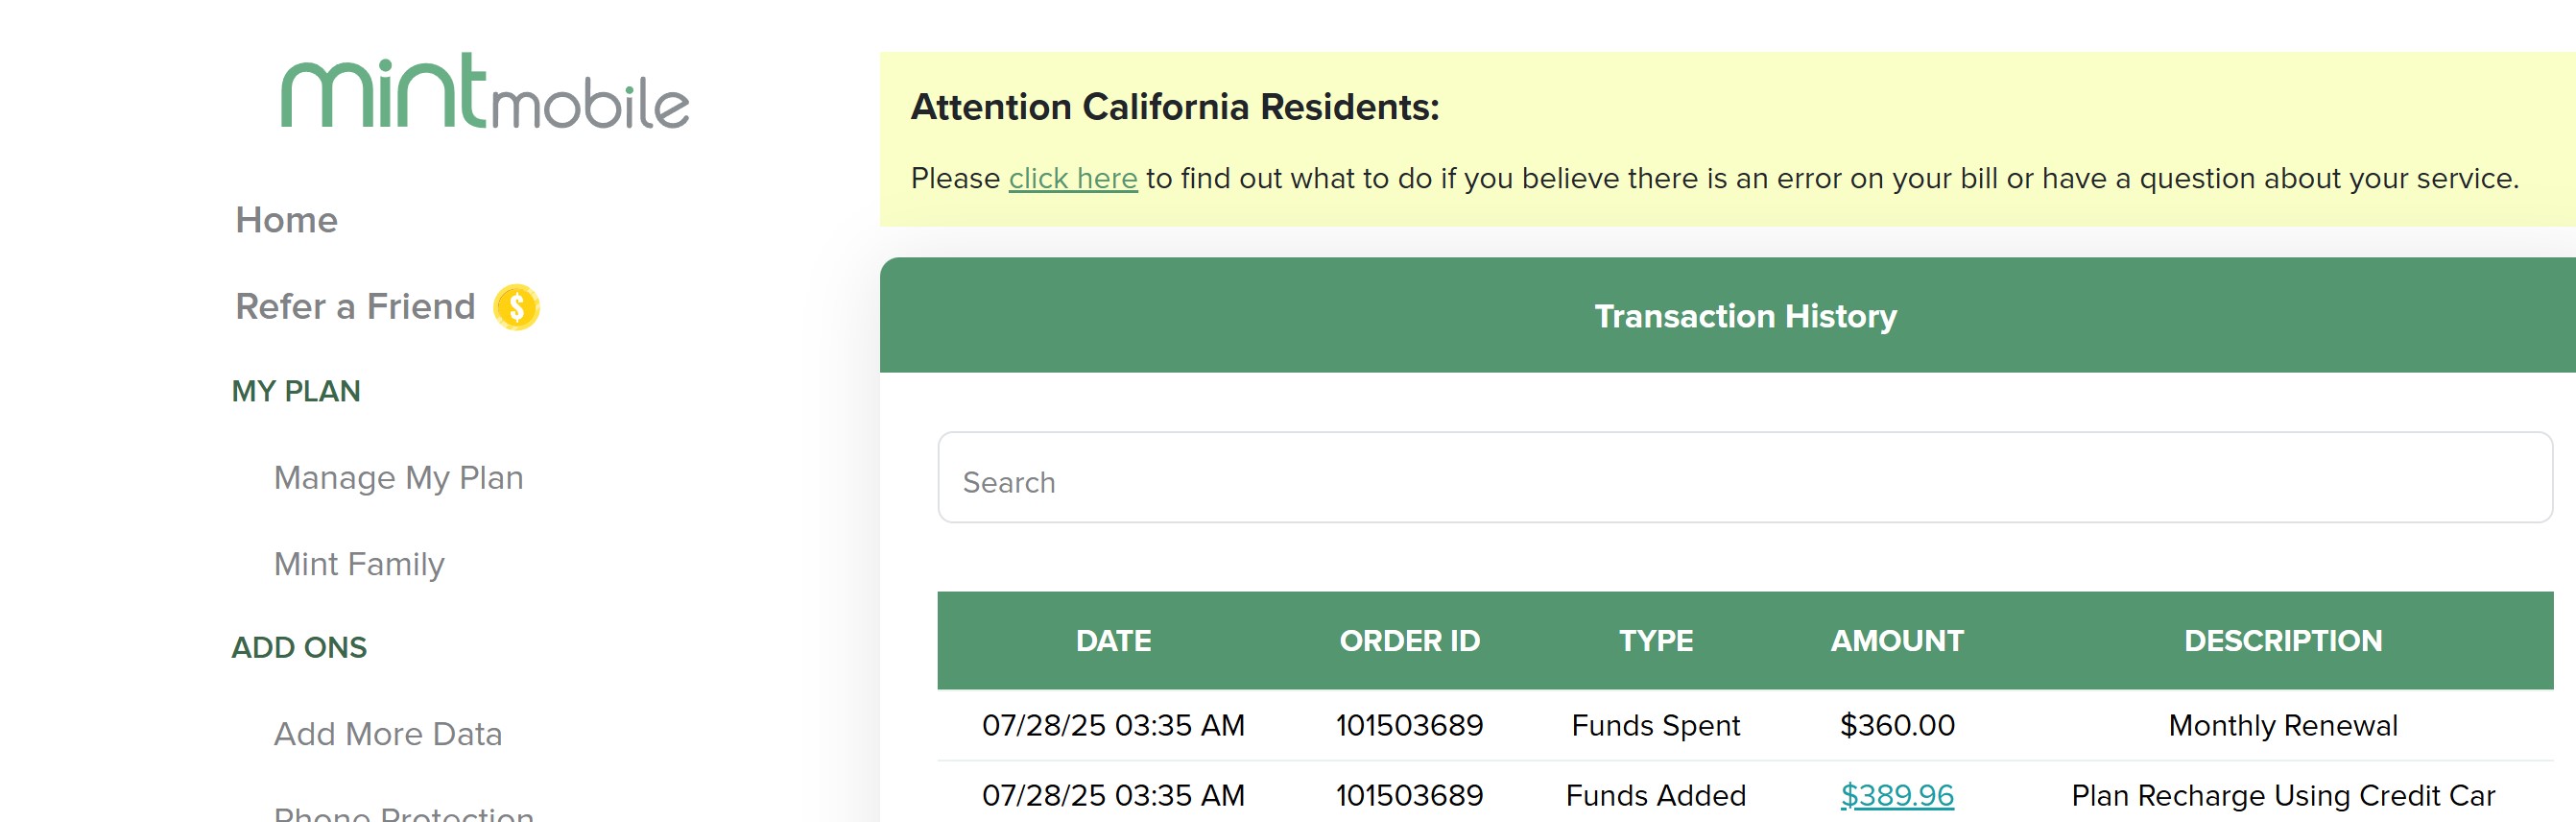 mintmobile
Home
Refer a Friend
MY PLAN
Manage My Plan
Mint Family
ADD ONS
Add More Data
Phone Protection
Attention California Residents:
Please click here to find out what to do if you believe there is an error on your bill or have a question about your service.
Transaction History
Search
DATE ORDER ID TYPE AMOUNT DESCRIPTION
07/28/25 03:35 AM 101503689 Funds Spent $360.00 Monthly Renewal
07/28/25 03:35 AM 101503689 Funds Added $389.96 Plan Recharge Using Credit Car